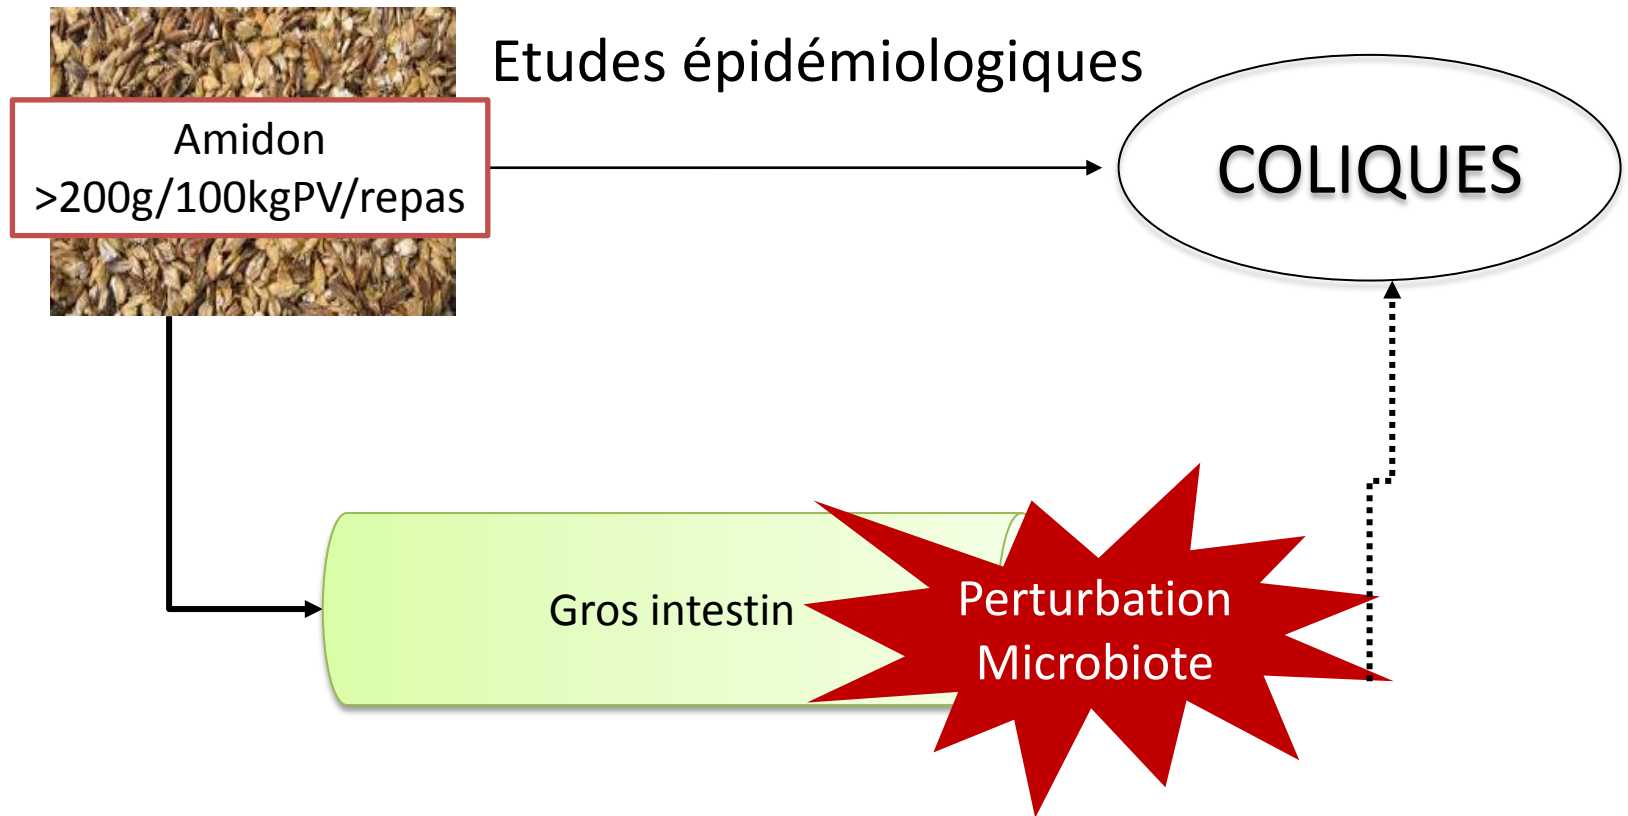 Etudes épidémiologiques
Amidon
>200g/100kgPV/repas
COLIQUES
Gros intestin
Perturbation
Microbiote